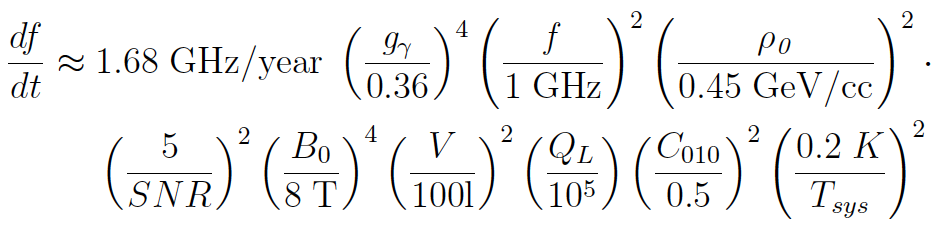 df/dt ≈ 1.68 GHz/year (g_γ/0.36)^4 (f/1 GHz)^2 (ρ_0/0.45 GeV/cc)^2 ·
(5/SNR)^2 (B_0/8 T)^4 (V/100l)^2 (Q_L/10^5) (C_010/0.5)^2 (0.2 K/T_sys)^2